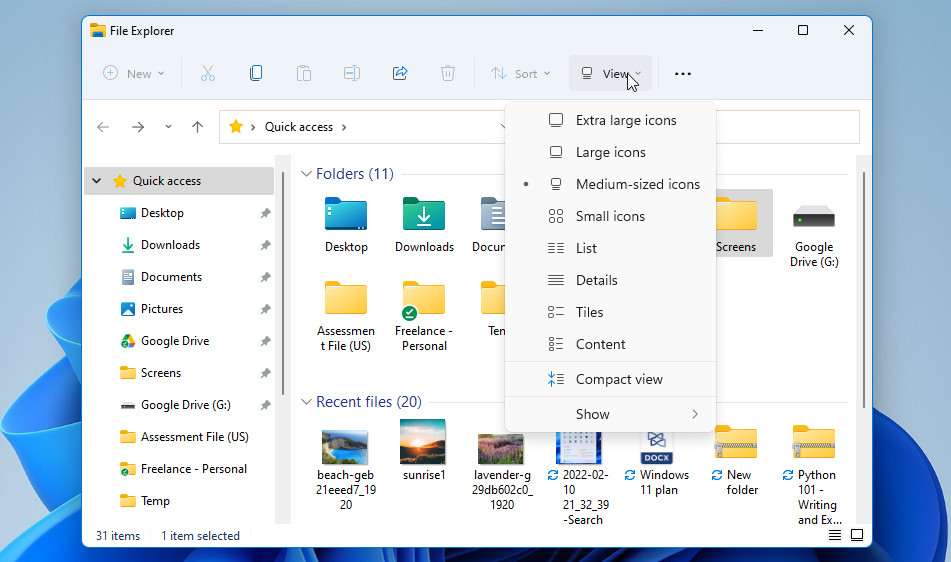 File Explorer
New
Sort
View
Quick access
Extra large icons
Large icons
Medium-sized icons
Small icons
List
Details
Tiles
Content
Compact view
Show
Quick access
Desktop
Downloads
Documents
Pictures
Google Drive
Screens
Google Drive (G:)
Assessment File (US)
Freelance - Personal
Temp
Folders (11)
Desktop
Downloads
Screens
Google
Drive (G:)
Assessmen
t File (US)
Freelance -
Personal
Recent files (20)
beach-geb
21eeed7_19
20
sunrise1
lavender-g
29db602c0_
1920
2022-02-
10
21_32_39
-Search
DOCX
Windows
11 plan
New
folder
Python
101 -
Writing
and Ex...
31 items
1 item selected